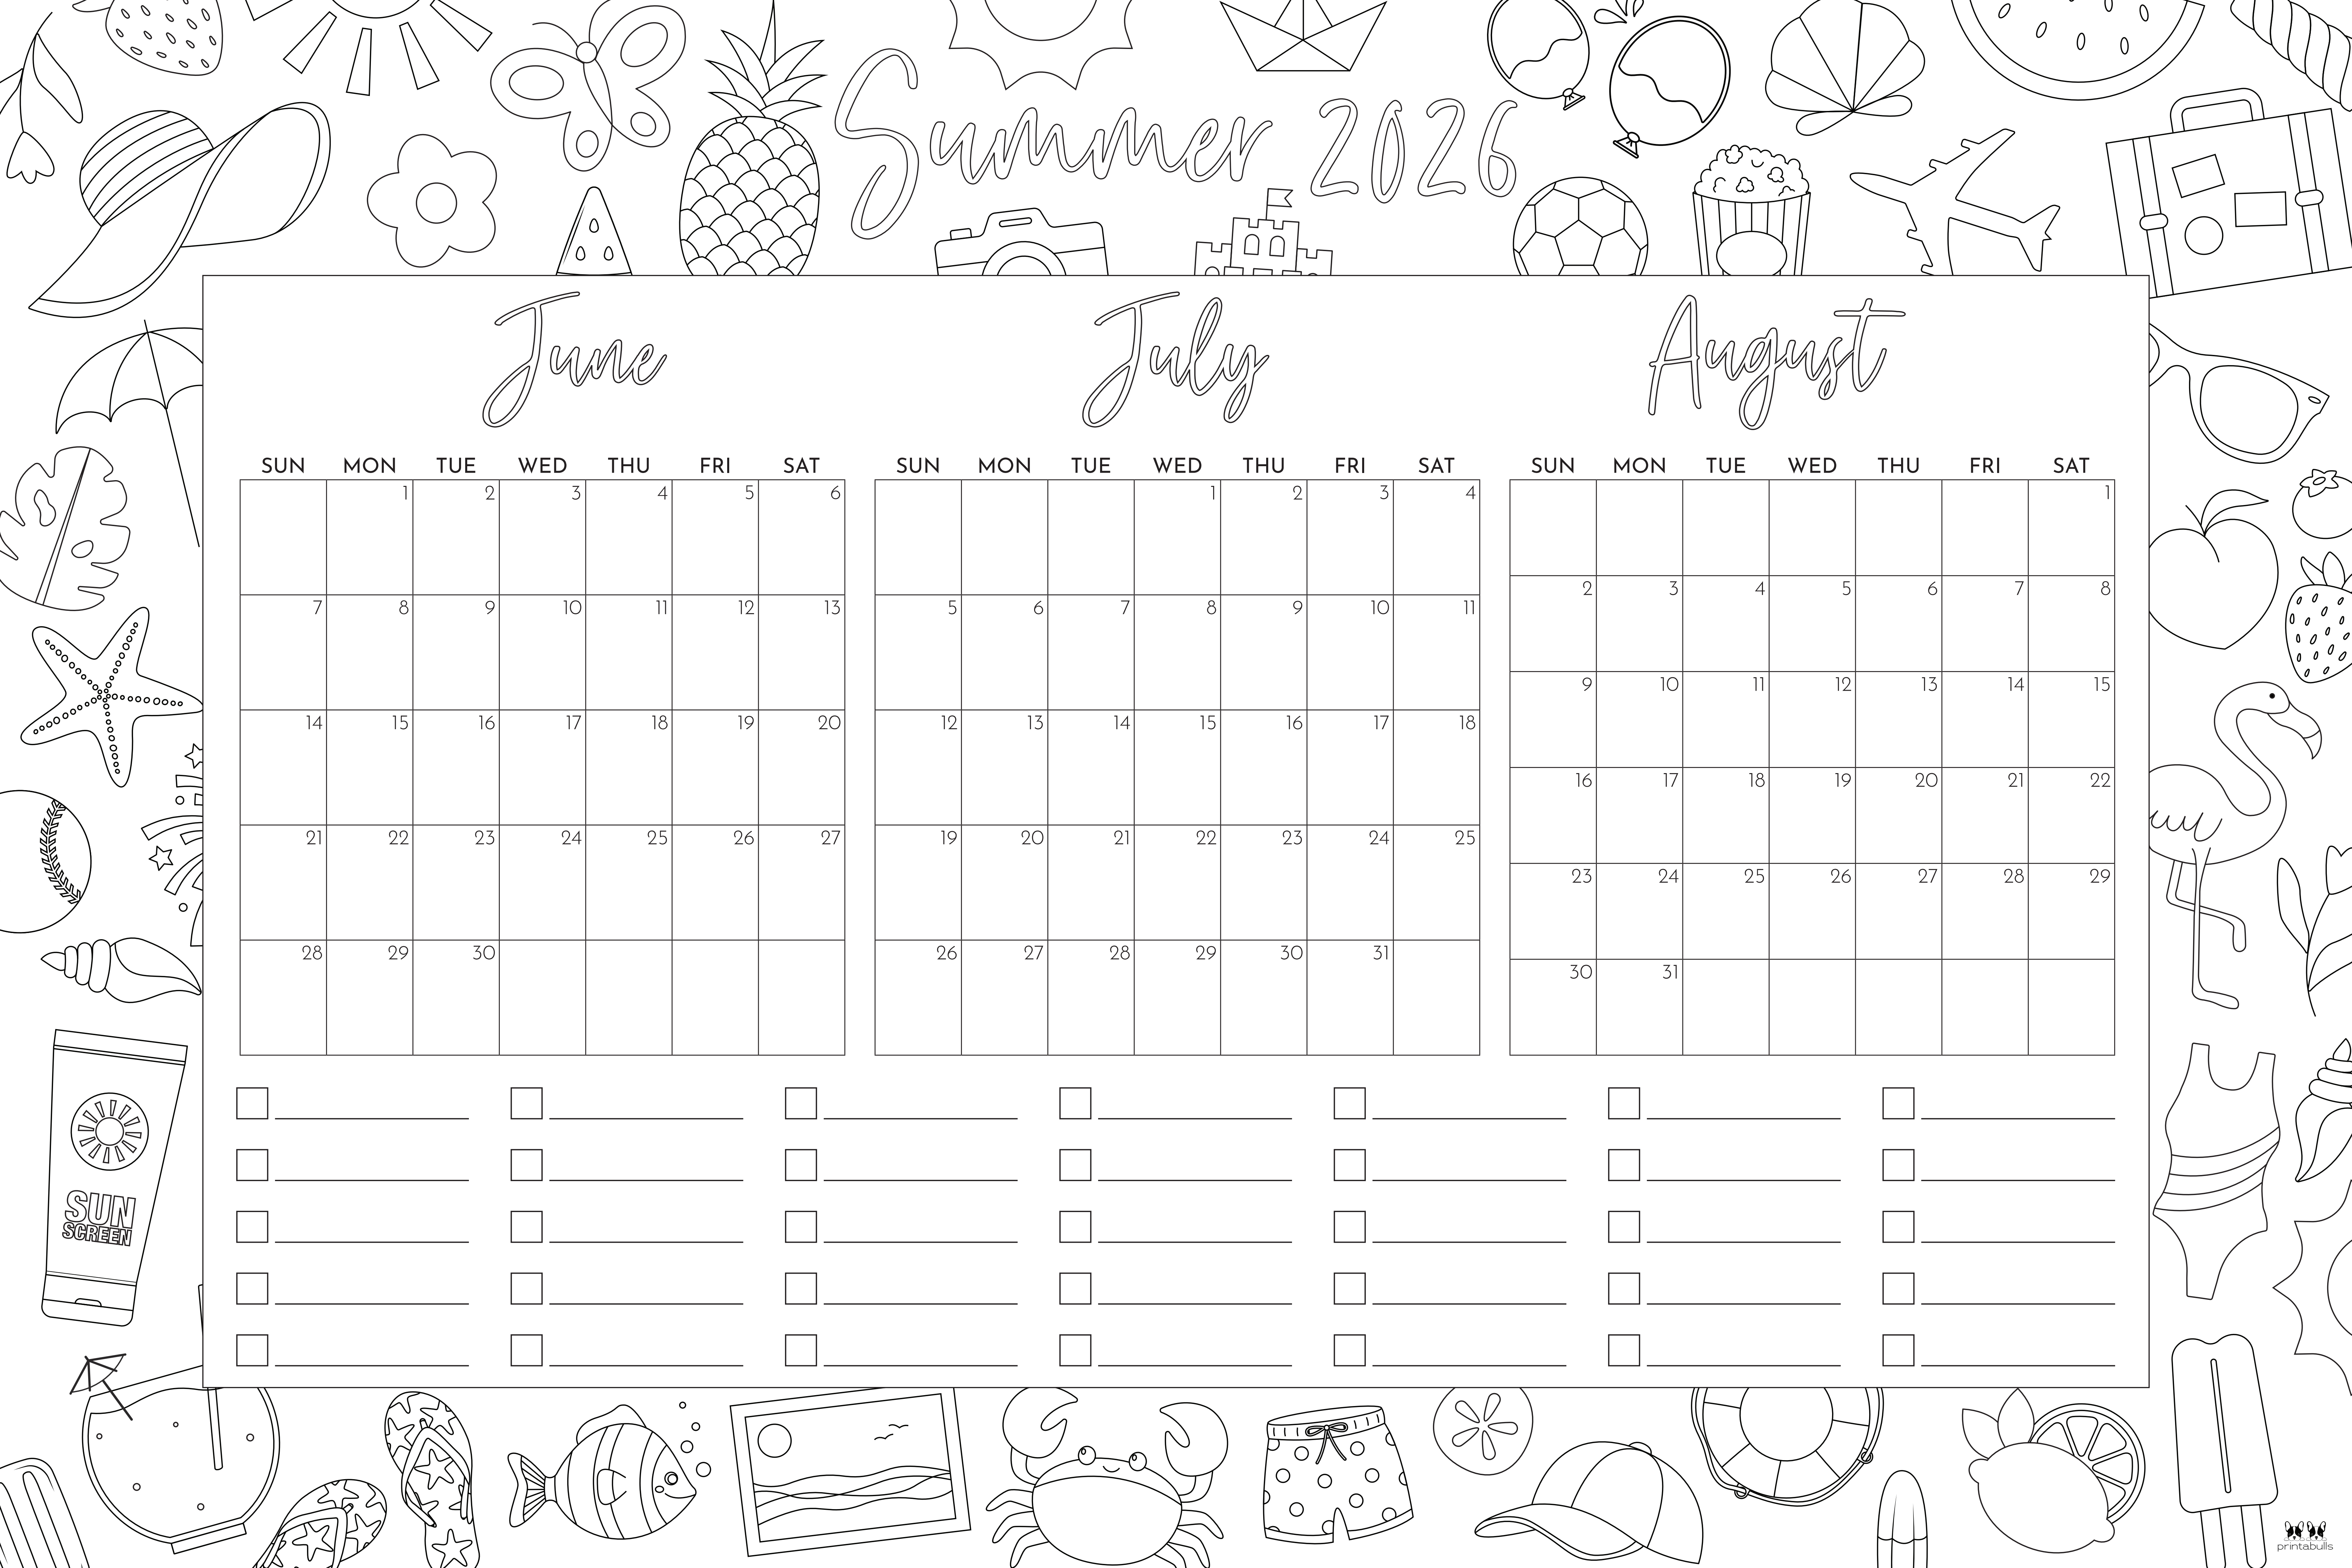 Summer 2026
June
SUN MON TUE WED THU FRI SAT
1 2 3 4 5 6
7 8 9 10 11 12 13
14 15 16 17 18 19 20
21 22 23 24 25 26 27
28 29 30
July
SUN MON TUE WED THU FRI SAT
1 2 3 4
5 6 7 8 9 10 11
12 13 14 15 16 17 18
19 20 21 22 23 24 25
26 27 28 29 30 31
August
SUN MON TUE WED THU FRI SAT
1
2 3 4 5 6 7 8
9 10 11 12 13 14 15
16 17 18 19 20 21 22
23 24 25 26 27 28 29
30 31
SUN
SCREEN
printabulls